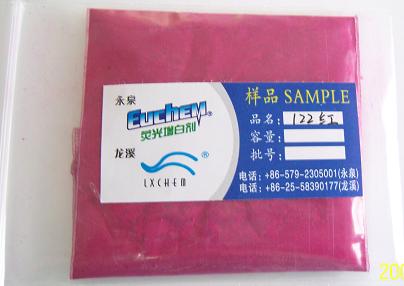 永泉
Euchem®
荧光增白剂
龙溪
®
LXCHEM
样品 SAMPLE
品名：122红
容量：
批号：
电话：+86-579-2305001(永泉)
电话：+86-25-58390177(龙溪)
200